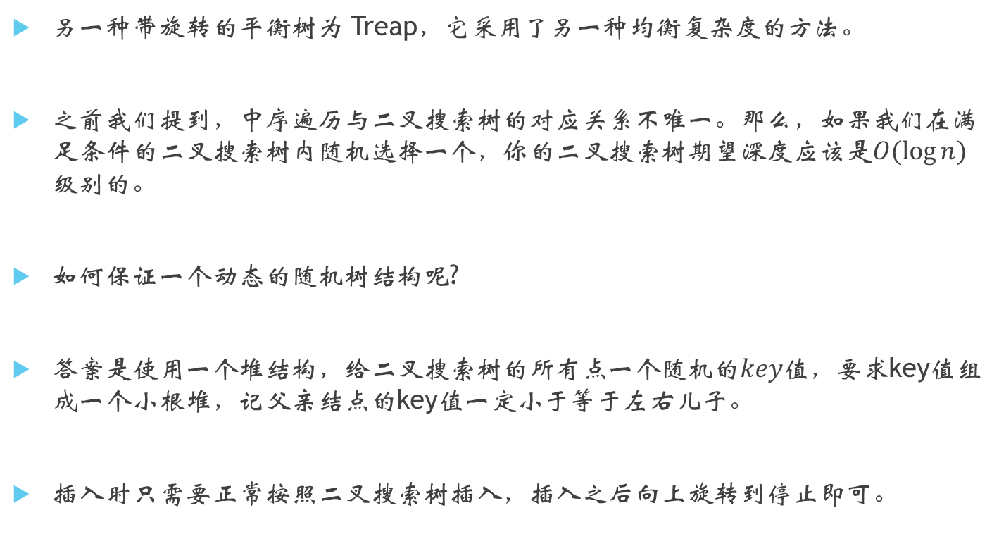 另一种带旋转的平衡树为 Treap，它采用了另一种均衡复杂度的方法。
之前我们提到，中序遍历与二叉搜索树的对应关系不唯一。那么，如果我们在满
足条件的二叉搜索树内随机选择一个，你的二叉搜索树期望深度应该是O(log n)
级别的。
如何保证一个动态的随机树结构呢?
答案是使用一个堆结构，给二叉搜索树的所有点一个随机的key值，要求key值组
成一个小根堆，记父亲结点的key值一定小于等于左右儿子。
插入时只需要正常按照二叉搜索树插入，插入之后向上旋转到停止即可。